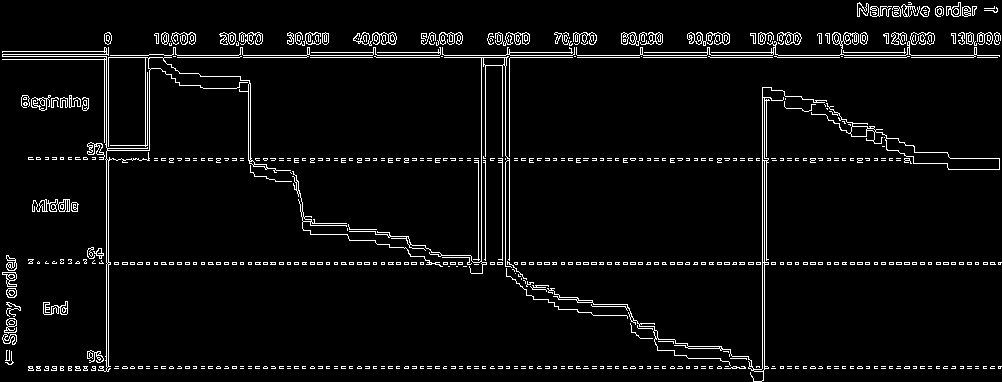 Narrative order →
0 10,000 20,000 30,000 40,000 50,000 60,000 70,000 80,000 90,000 100,000 110,000 120,000 130,000
Beginning
32
Middle
64
End
96
← Story order